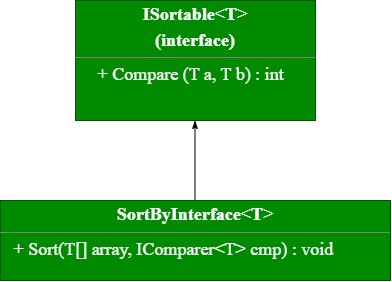 ISortable<T>
(interface)
+ Compare (T a, T b) : int
SortByInterface<T>
+ Sort(T[] array, IComparer<T> cmp) : void